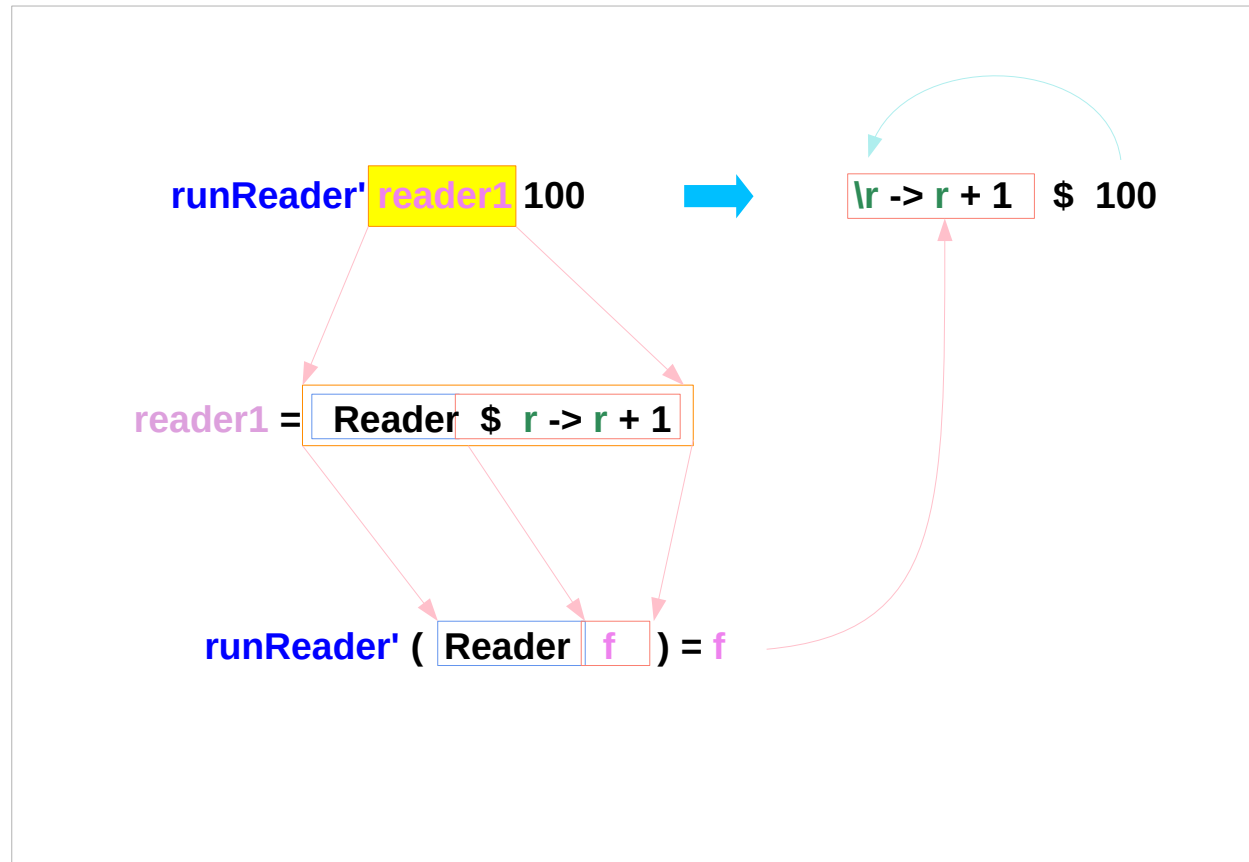 runReader' reader1 100
\r -> r + 1 $ 100
reader1 = Reader $ r -> r + 1
runReader' ( Reader f ) = f